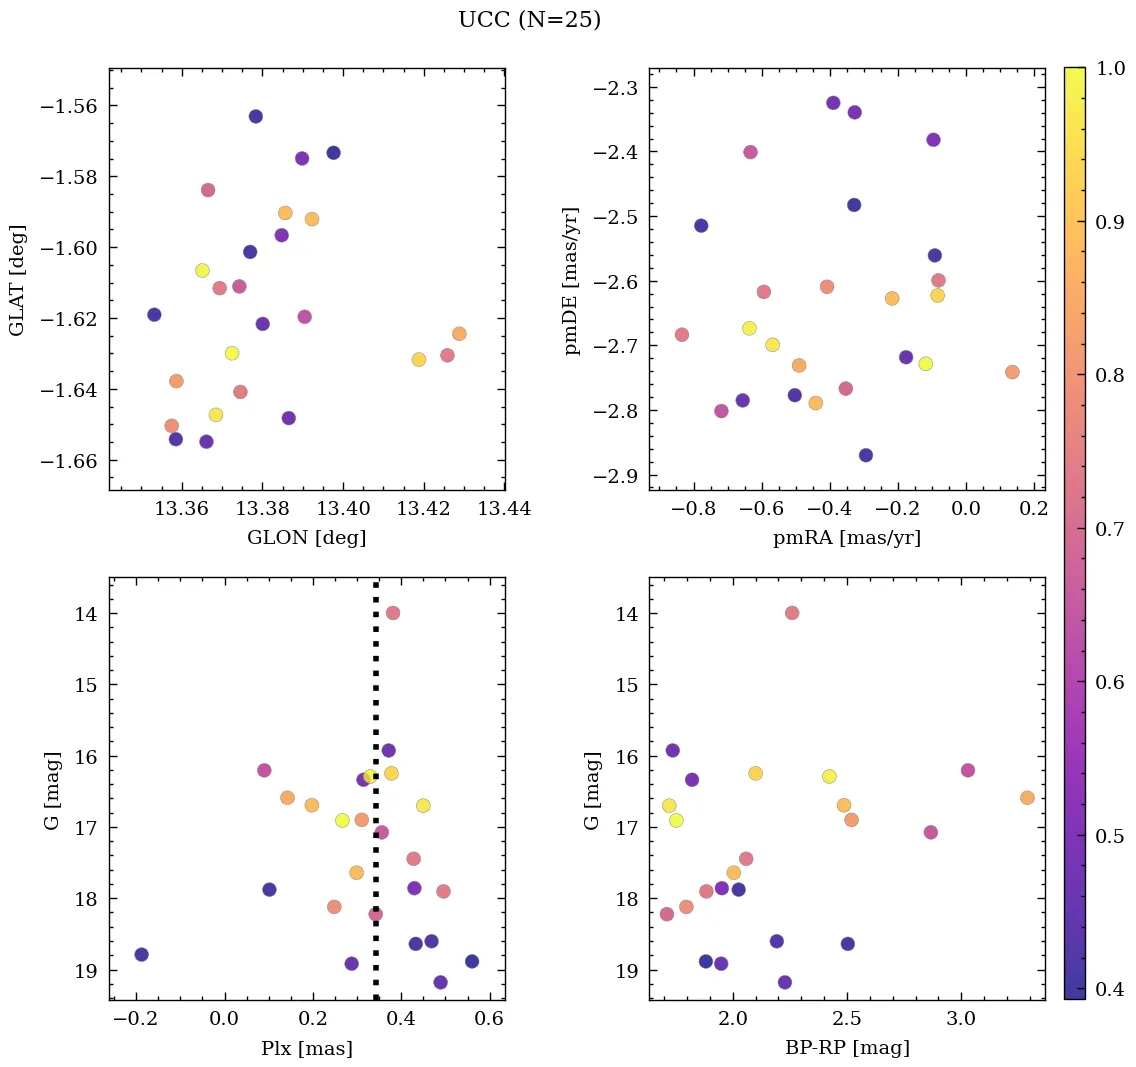 UCC (N=25)
−1.56
−1.58
−1.60
−1.62
−1.64
−1.66
GLAT [deg]
13.36 13.38 13.40 13.42 13.44
GLON [deg]
−2.3
−2.4
−2.5
−2.6
−2.7
−2.8
−2.9
pmDE [mas/yr]
−0.8 −0.6 −0.4 −0.2 0.0 0.2
pmRA [mas/yr]
14
15
16
17
18
19
G [mag]
−0.2 0.0 0.2 0.4 0.6
Plx [mas]
14
15
16
17
18
19
G [mag]
2.0 2.5 3.0
BP-RP [mag]
1.0
0.9
0.8
0.7
0.6
0.5
0.4